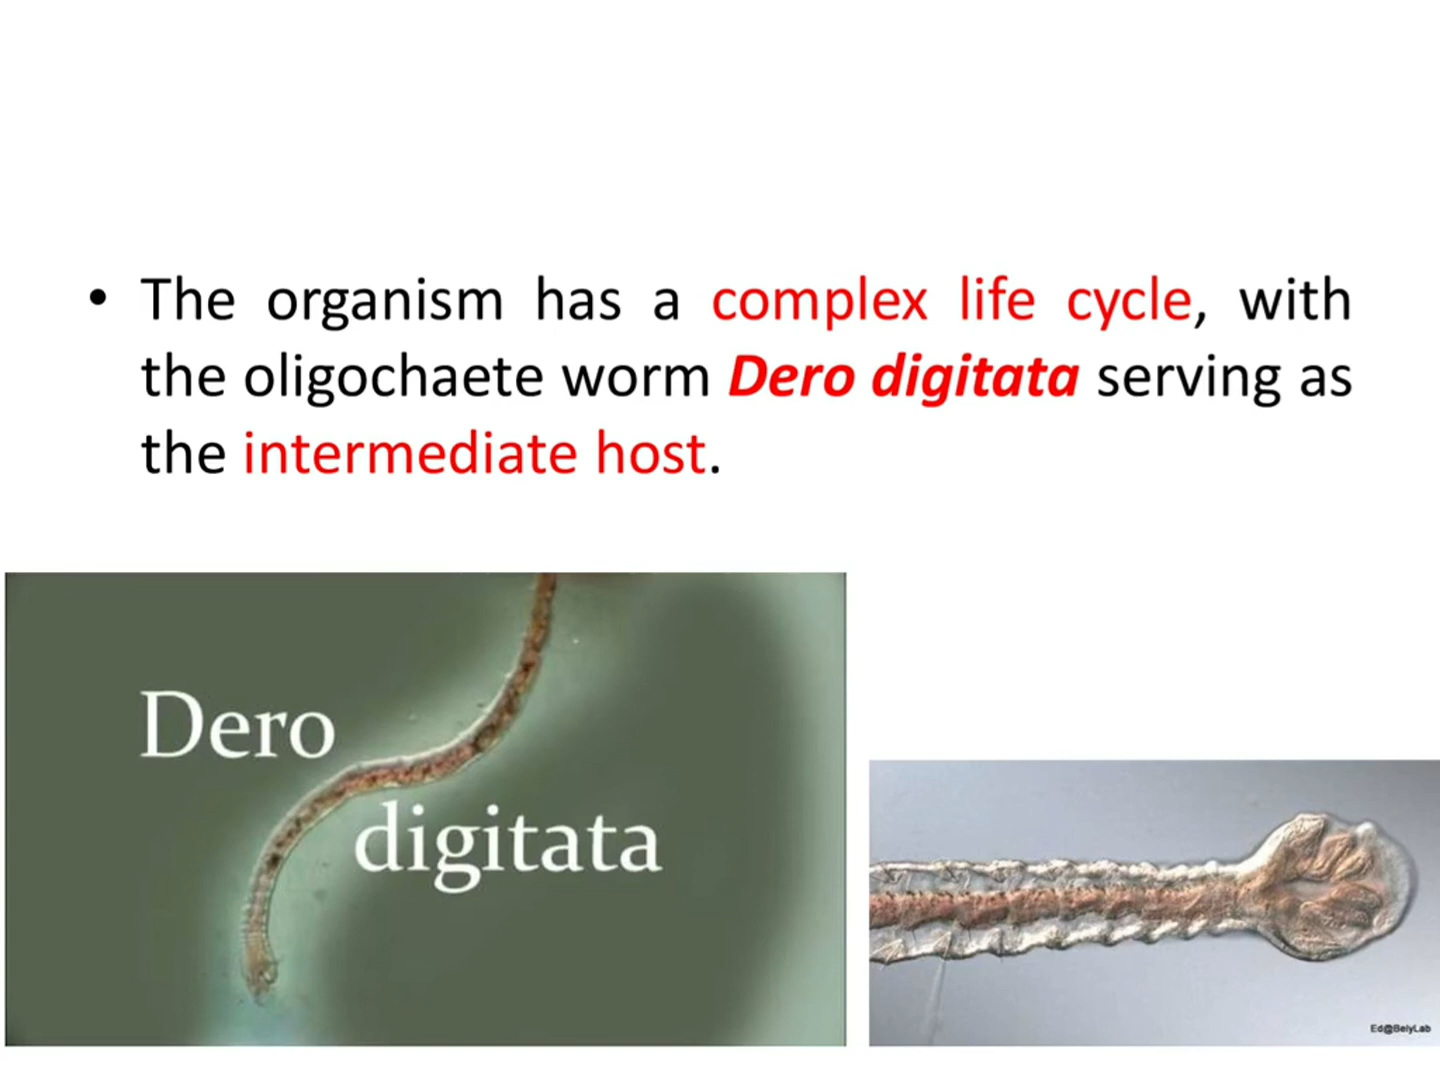 • The organism has a complex life cycle, with
the oligochaete worm Dero digitata serving as
the intermediate host.
Dero
digitata
Ed@BelyLab